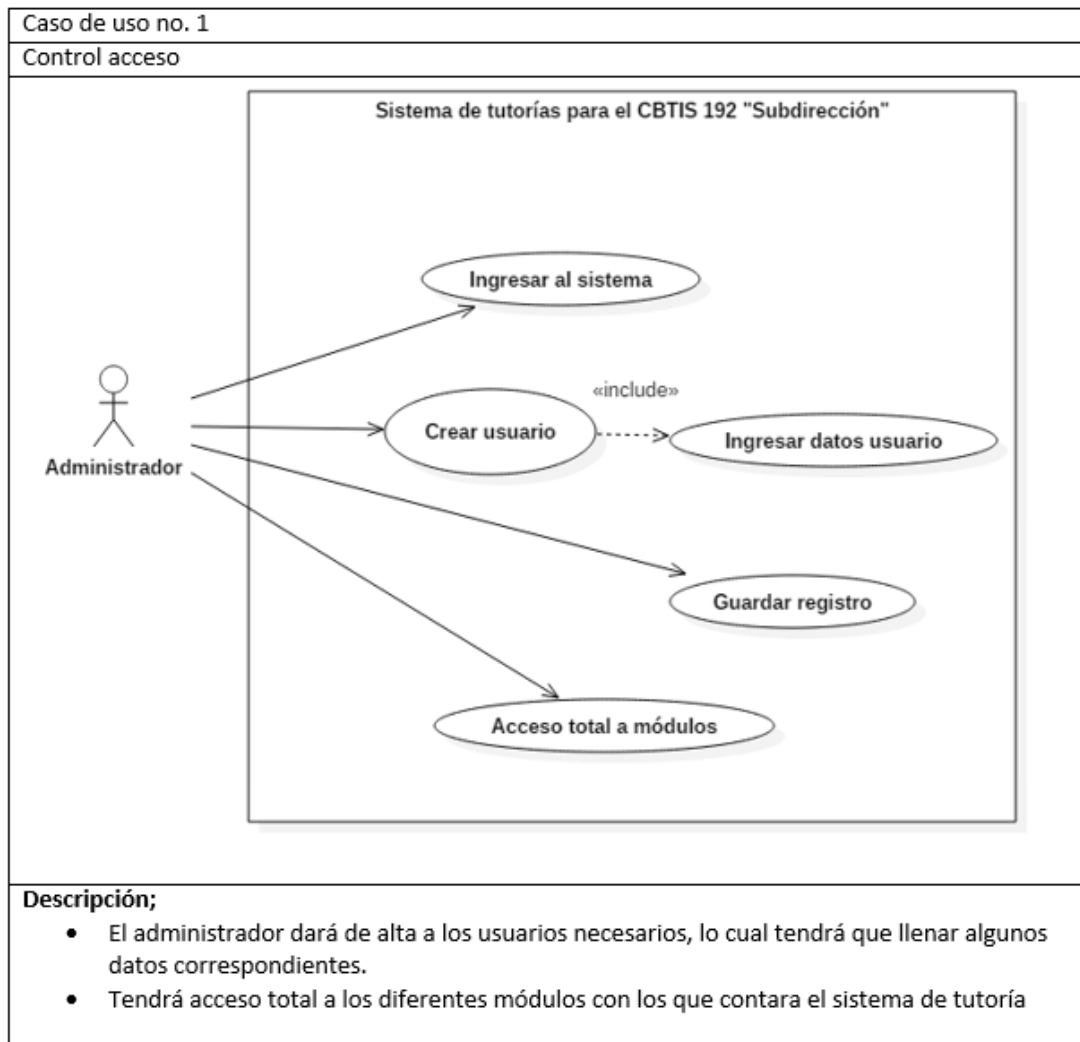 Caso de uso no. 1
Control acceso
Sistema de tutorías para el CBTIS 192 "Subdirección"
Ingresar al sistema
«include»
Crear usuario
Ingresar datos usuario
Administrador
Guardar registro
Acceso total a módulos
Descripción;
• El administrador dará de alta a los usuarios necesarios, lo cual tendrá que llenar algunos
datos correspondientes.
• Tendrá acceso total a los diferentes módulos con los que contara el sistema de tutoría